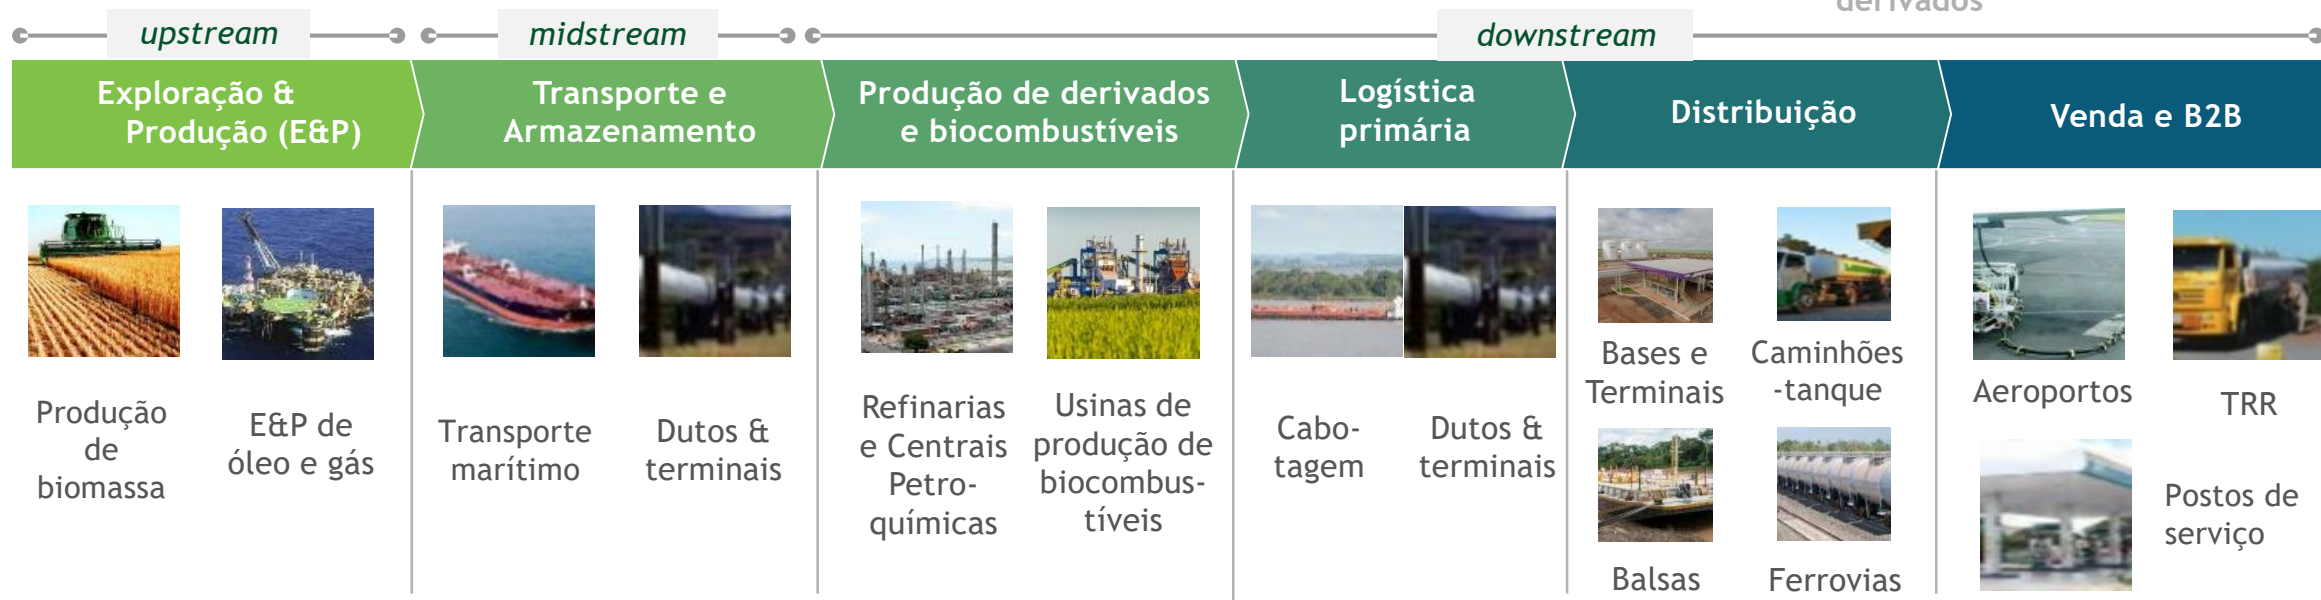 derivados
upstream
midstream
downstream
Exploração &
Produção (E&P)
Transporte e
Armazenamento
Produção de derivados
e biocombustíveis
Logística
primária
Distribuição
Venda e B2B
Produção
de
biomassa
E&P de
óleo e gás
Transporte
marítimo
Dutos &
terminais
Refinarias
e Centrais
Petro-
químicas
Usinas de
produção de
biocombus-
tíveis
Cabo-
tagem
Dutos &
terminais
Bases e
Terminais
Caminhões
-tanque
Balsas
Ferrovias
Aeroportos
TRR
Postos de
serviço